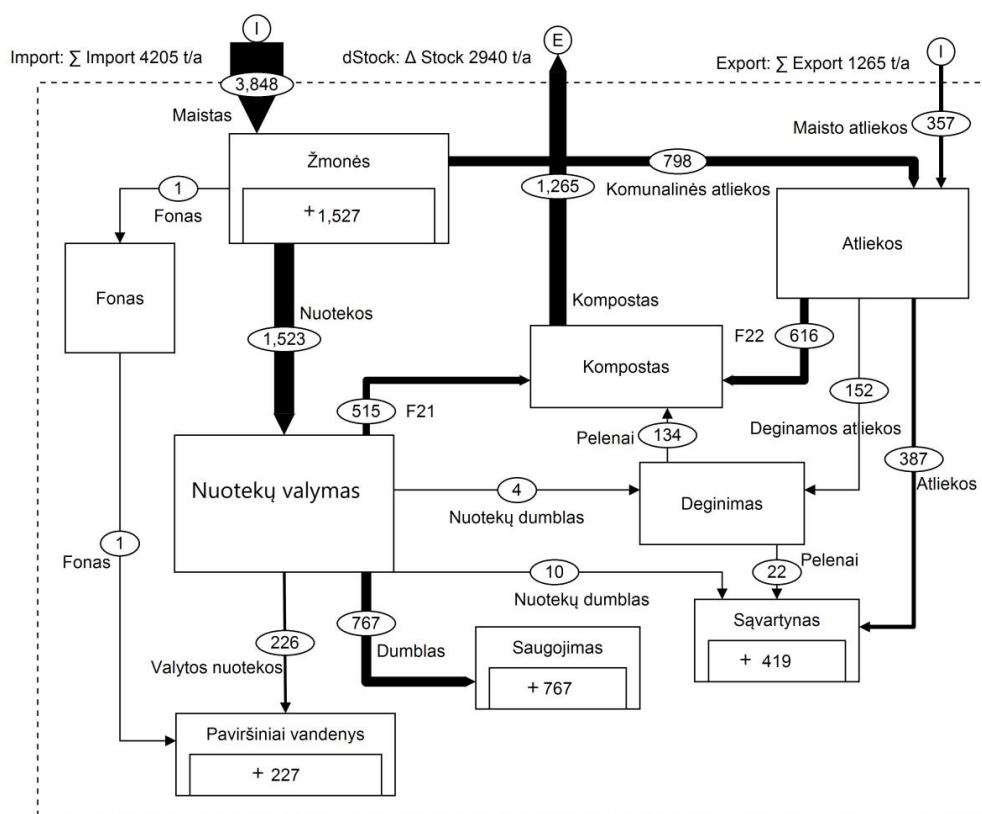 I
E
I
Import: ∑ Import 4205 t/a
dStock: Δ Stock 2940 t/a
Export: ∑ Export 1265 t/a
3,848
Maistas
Maisto atliekos
357
Žmonės
+1,527
798
Komunalinės atliekos
1,265
1
Fonas
Atliekos
Fonas
Nuotekos
1,523
Kompostas
F22
616
Kompostas
152
515
F21
Pelenai
134
Deginamos atliekos
387
Atliekos
Nuotekų valymas
4
Nuotekų dumblas
Deginimas
1
Fonas
10
Nuotekų dumblas
22
Pelenai
767
Dumblas
226
Valytos nuotekos
Saugojimas
+ 767
Sąvartynas
+ 419
Paviršiniai vandenys
+ 227